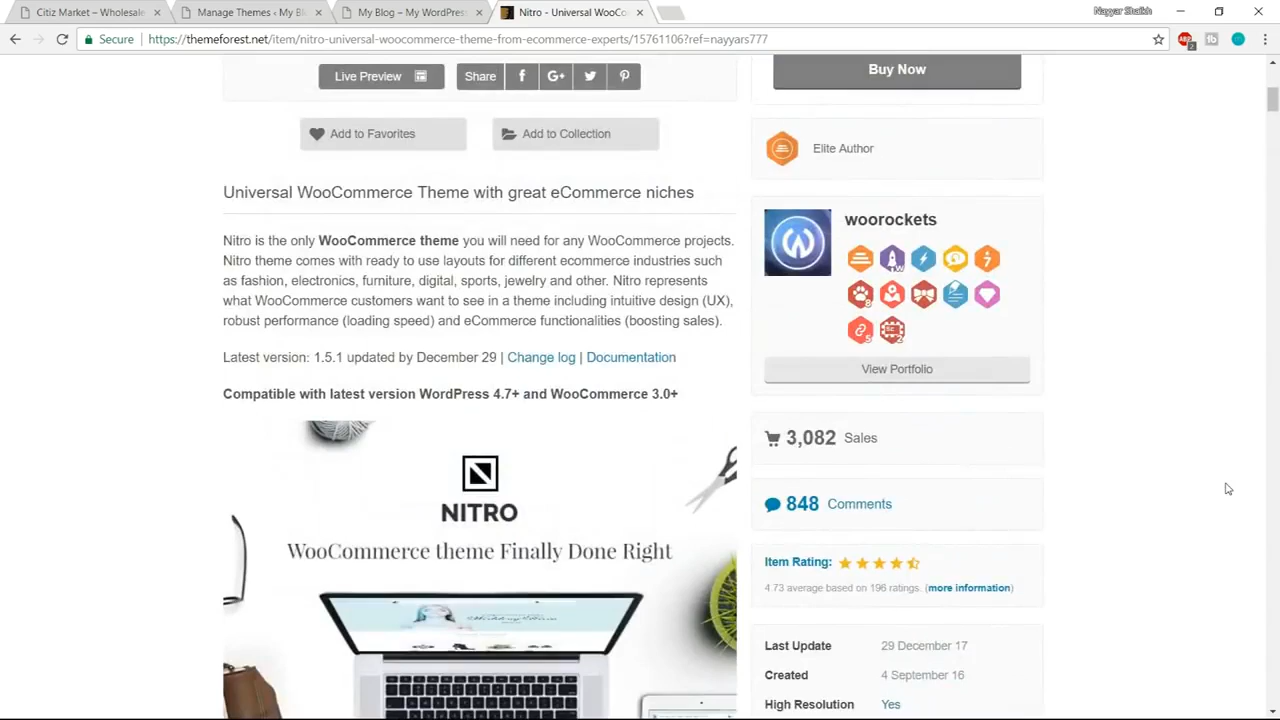 Citiz Market – Wholesale
Manage Themes ‹ My Bl
My Blog – My WordPress
Nitro - Universal WooCo
Nayyar Shaikh
Secure
https://themeforest.net/item/nitro-universal-woocommerce-theme-from-ecommerce-experts/15761106?ref=nayyars777
Live Preview
Share
Buy Now
Add to Favorites
Add to Collection
Elite Author
Universal WooCommerce Theme with great eCommerce niches
Nitro is the only WooCommerce theme you will need for any WooCommerce projects.
Nitro theme comes with ready to use layouts for different ecommerce industries such
as fashion, electronics, furniture, digital, sports, jewelry and other. Nitro represents
what WooCommerce customers want to see in a theme including intuitive design (UX),
robust performance (loading speed) and eCommerce functionalities (boosting sales).
Latest version: 1.5.1 updated by December 29 | Change log | Documentation
Compatible with latest version WordPress 4.7+ and WooCommerce 3.0+
NITRO
WooCommerce theme Finally Done Right
woorockets
View Portfolio
3,082 Sales
848 Comments
Item Rating:
4.73 average based on 196 ratings. (more information)
Last Update 29 December 17
Created 4 September 16
High Resolution Yes